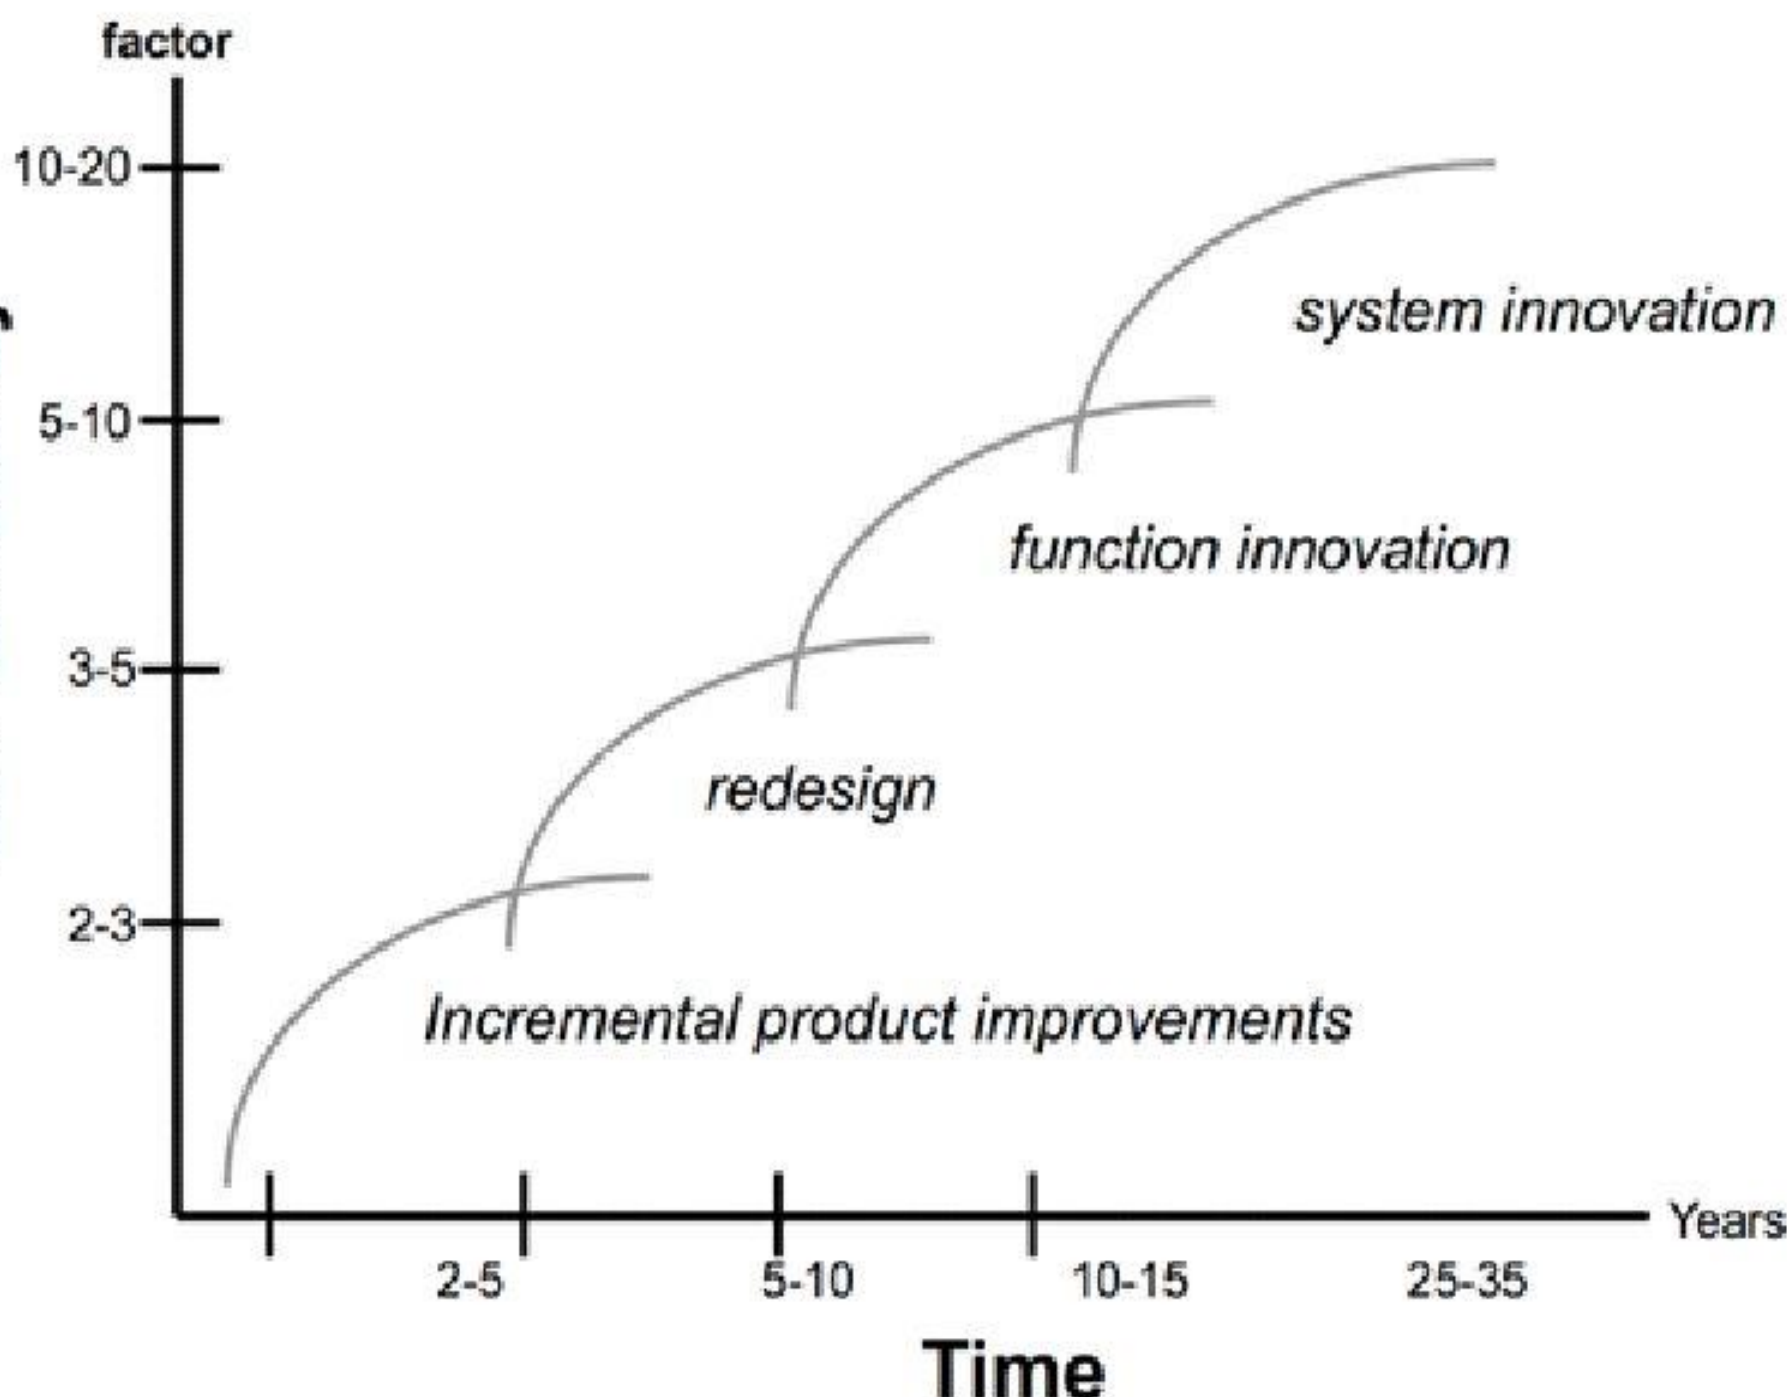 factor
10-20
system innovation
5-10
function innovation
3-5
redesign
2-3
Incremental product improvements
Years
2-5 5-10 10-15 25-35
Time